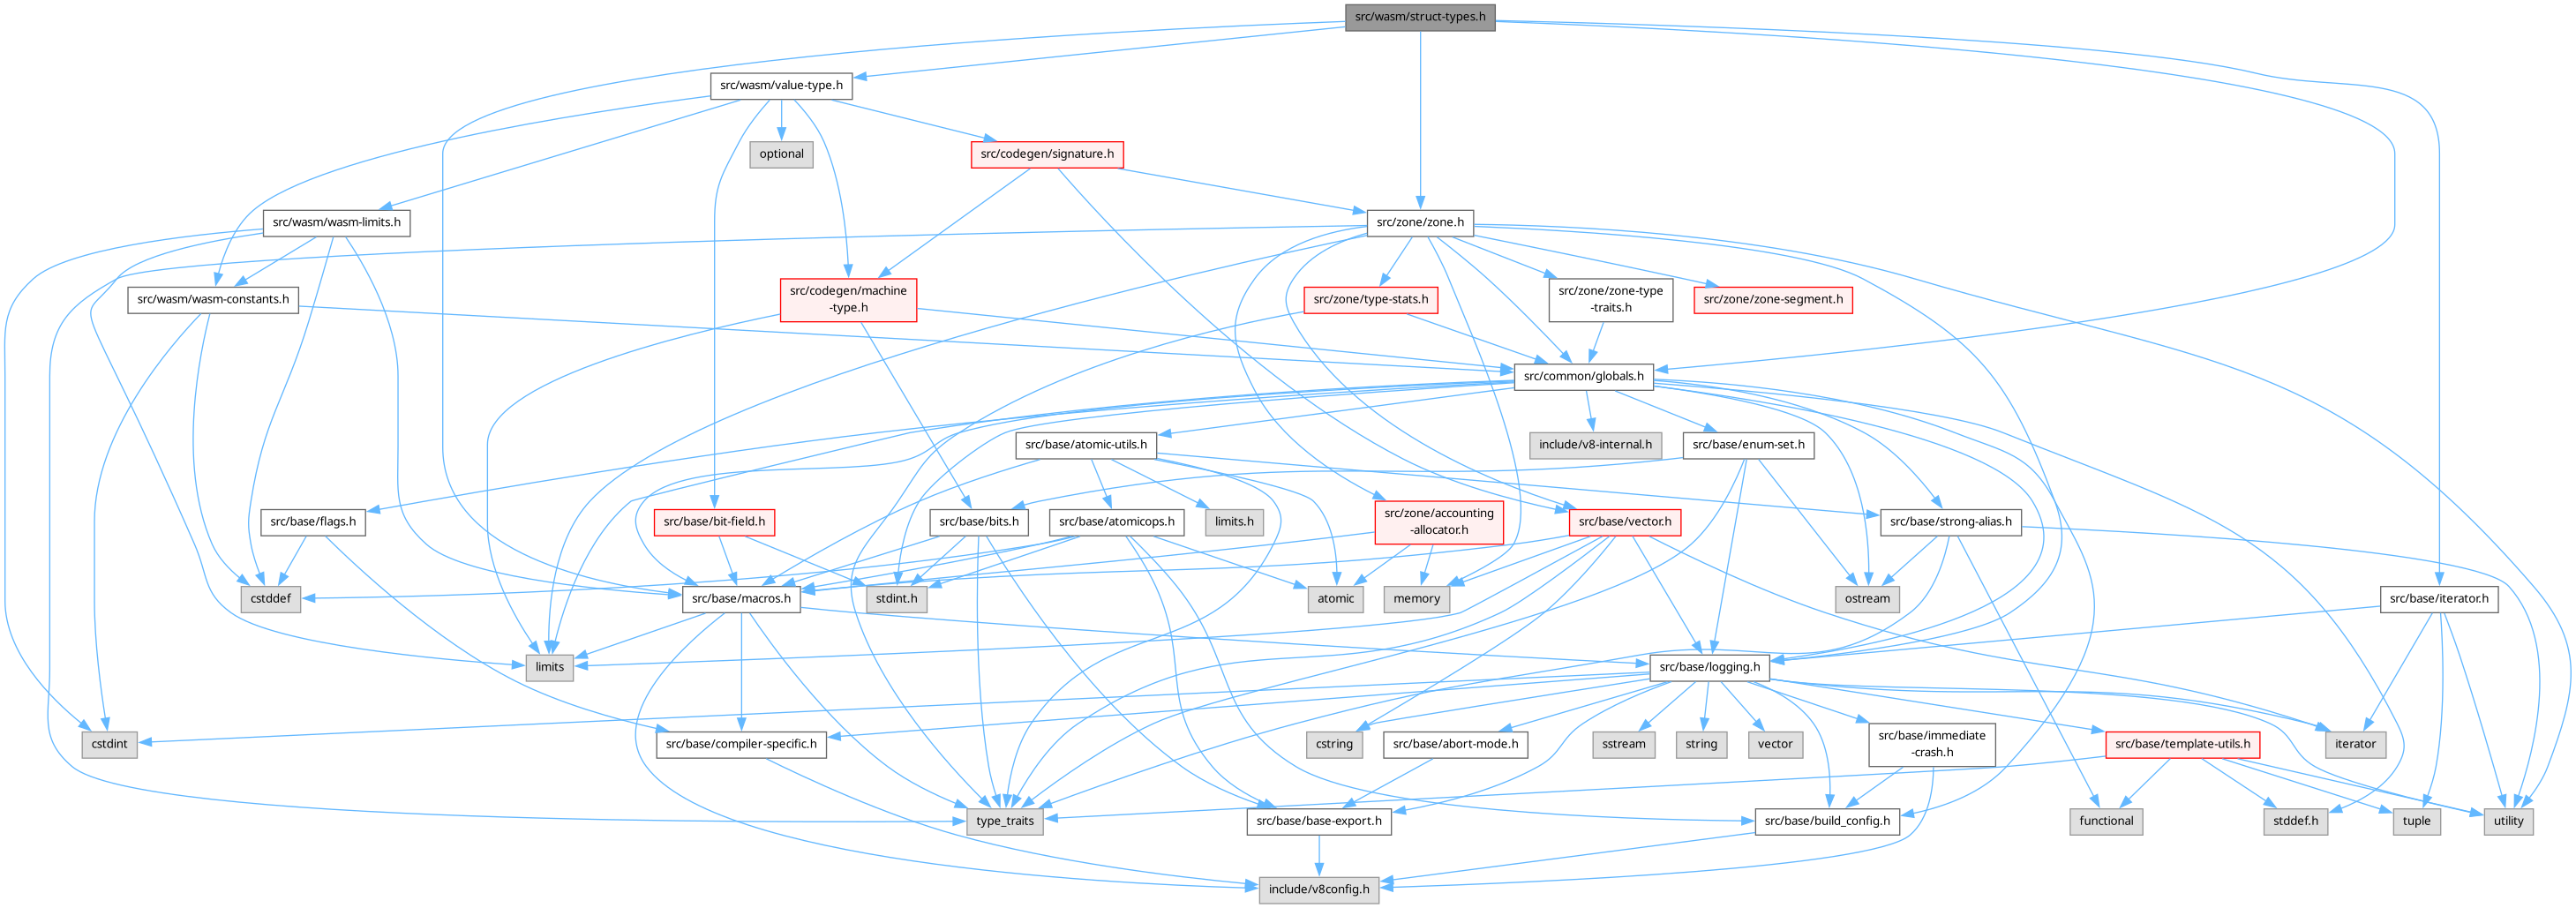 src/wasm/struct-types.h
src/wasm/value-type.h
optional
src/codegen/signature.h
src/wasm/wasm-limits.h
src/zone/zone.h
src/wasm/wasm-constants.h
src/codegen/machine
-type.h
src/zone/type-stats.h
src/zone/zone-type
-traits.h
src/zone/zone-segment.h
src/common/globals.h
src/base/atomic-utils.h
include/v8-internal.h
src/base/enum-set.h
src/base/flags.h
src/base/bit-field.h
src/base/bits.h
src/base/atomicops.h
limits.h
src/zone/accounting
-allocator.h
src/base/vector.h
src/base/strong-alias.h
cstddef
src/base/macros.h
stdint.h
atomic
memory
ostream
src/base/iterator.h
limits
src/base/logging.h
cstdint
src/base/compiler-specific.h
cstring
src/base/abort-mode.h
sstream
string
vector
src/base/immediate
-crash.h
src/base/template-utils.h
iterator
type_traits
src/base/base-export.h
src/base/build_config.h
functional
stddef.h
tuple
utility
include/v8config.h